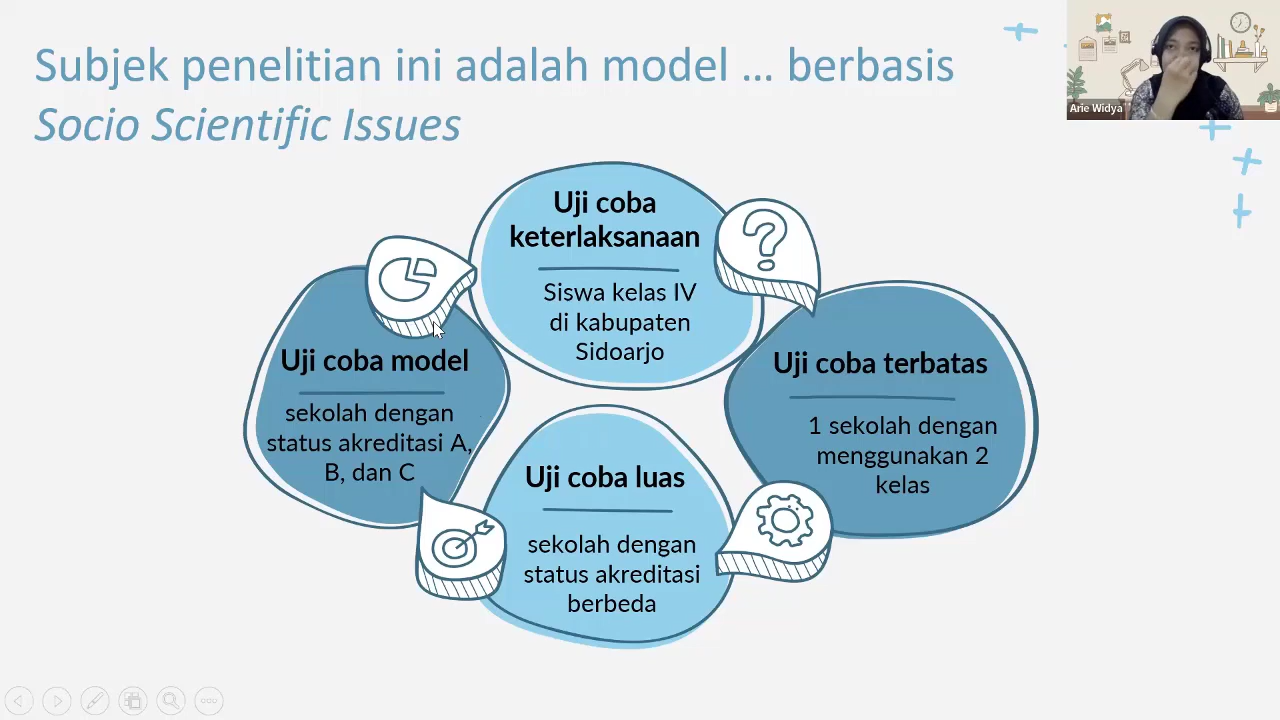 Subjek penelitian ini adalah model ... berbasis
Socio Scientific Issues
Arie Widya
Uji coba
keterlaksanaan
Siswa kelas IV
di kabupaten
Sidoarjo
Uji coba model
sekolah dengan
status akreditasi A,
B, dan C
Uji coba terbatas
1 sekolah dengan
menggunakan 2
kelas
Uji coba luas
sekolah dengan
status akreditasi
berbeda